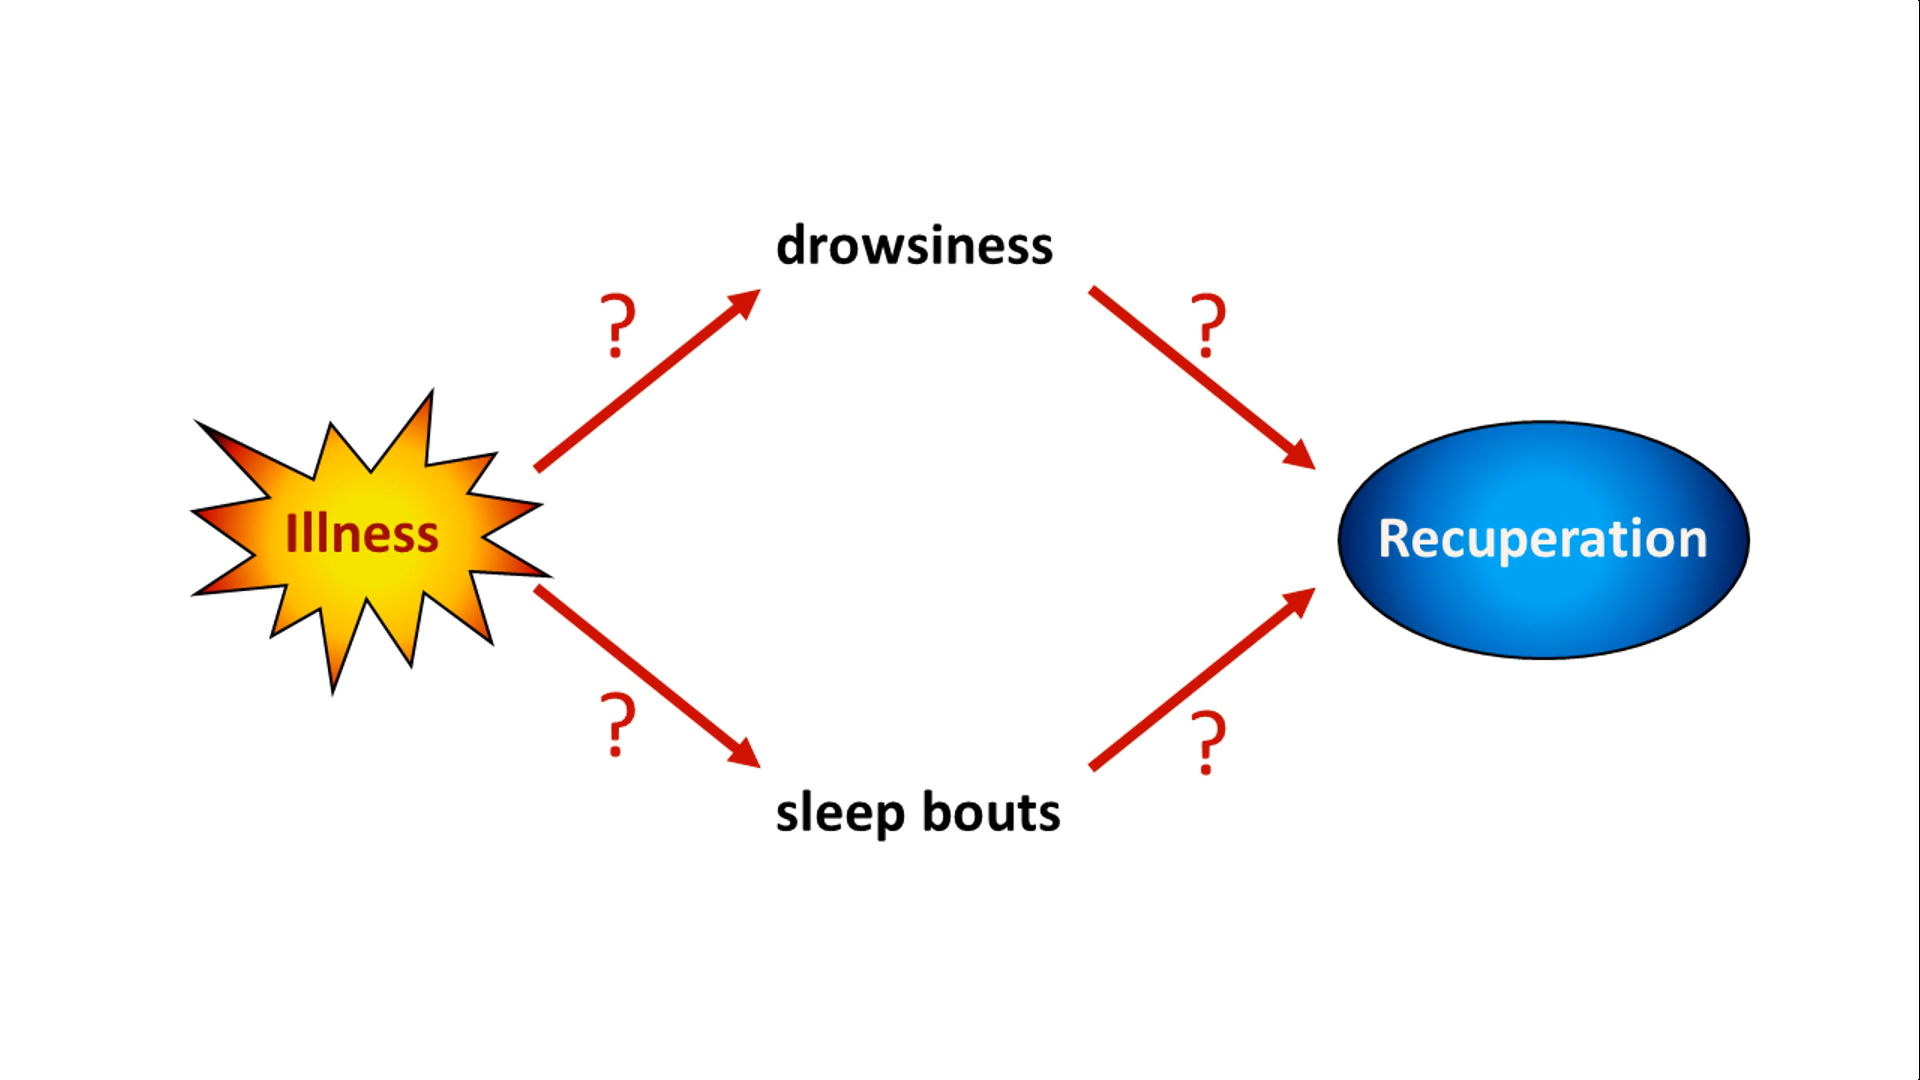 drowsiness
?
?
Illness
Recuperation
?
?
sleep bouts